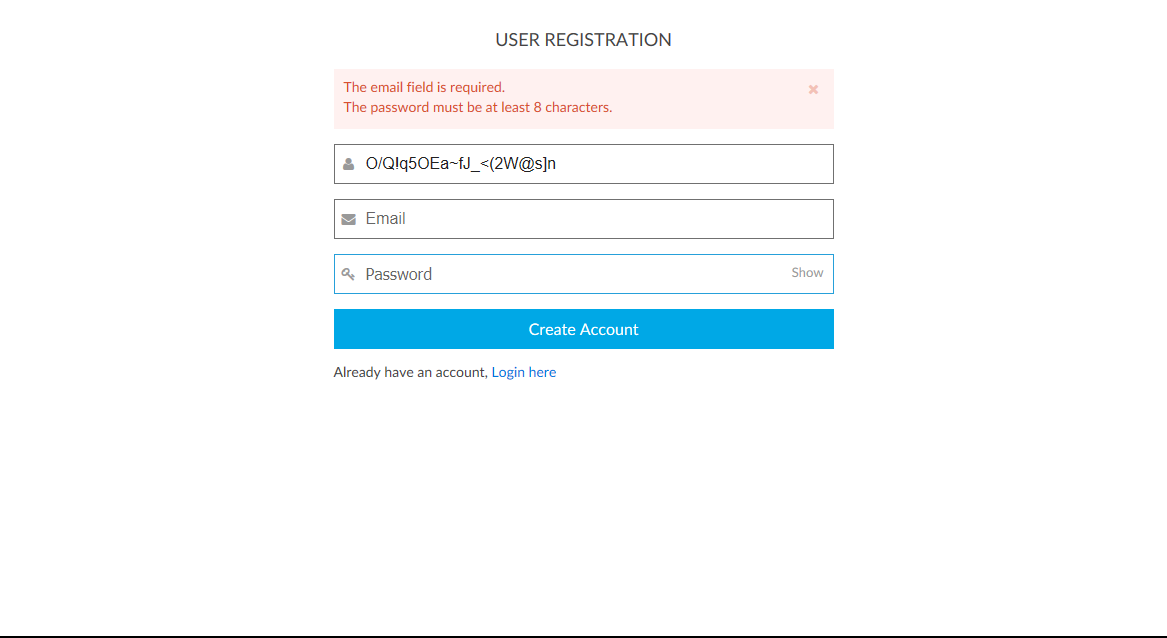 USER REGISTRATION
The email field is required.
The password must be at least 8 characters.
O/Q!q5OEa~fJ_<(2W@s]n
Email
Password Show
Create Account
Already have an account, Login here